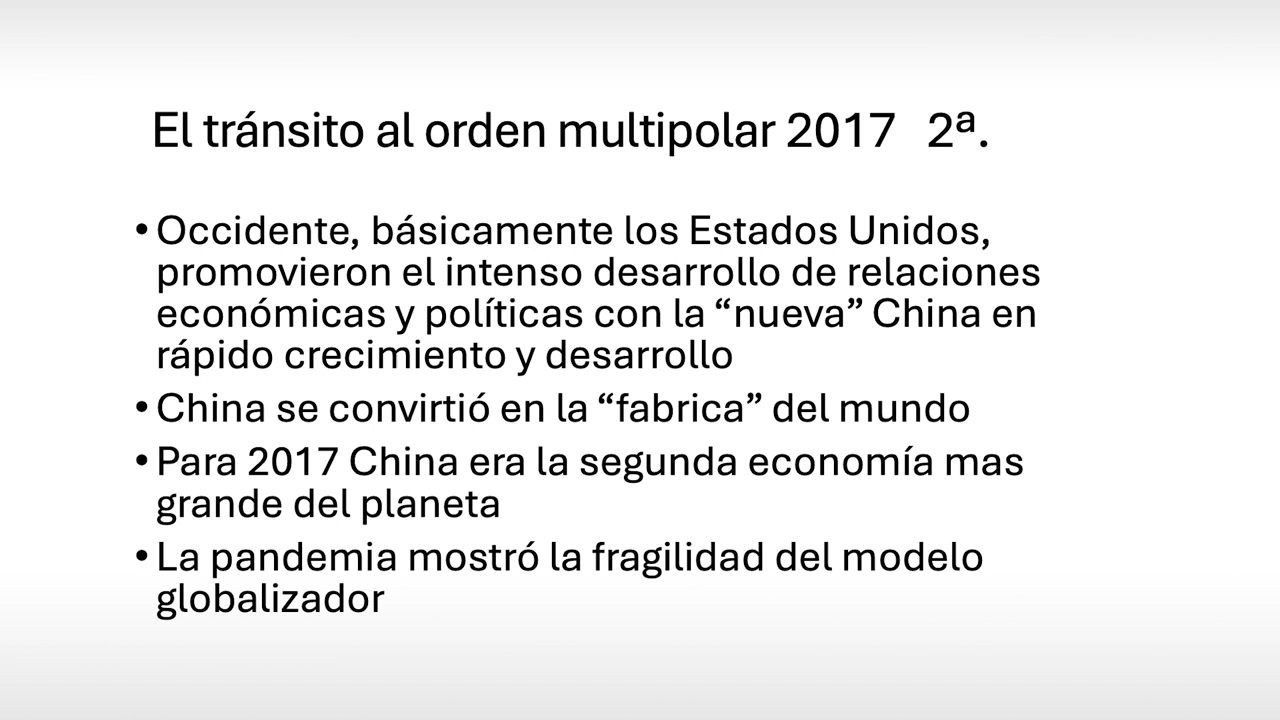 El tránsito al orden multipolar 2017   2ª.
• Occidente, básicamente los Estados Unidos,
promovieron el intenso desarrollo de relaciones
económicas y políticas con la “nueva” China en
rápido crecimiento y desarrollo
• China se convirtió en la “fabrica” del mundo
• Para 2017 China era la segunda economía mas
grande del planeta
• La pandemia mostró la fragilidad del modelo
globalizador